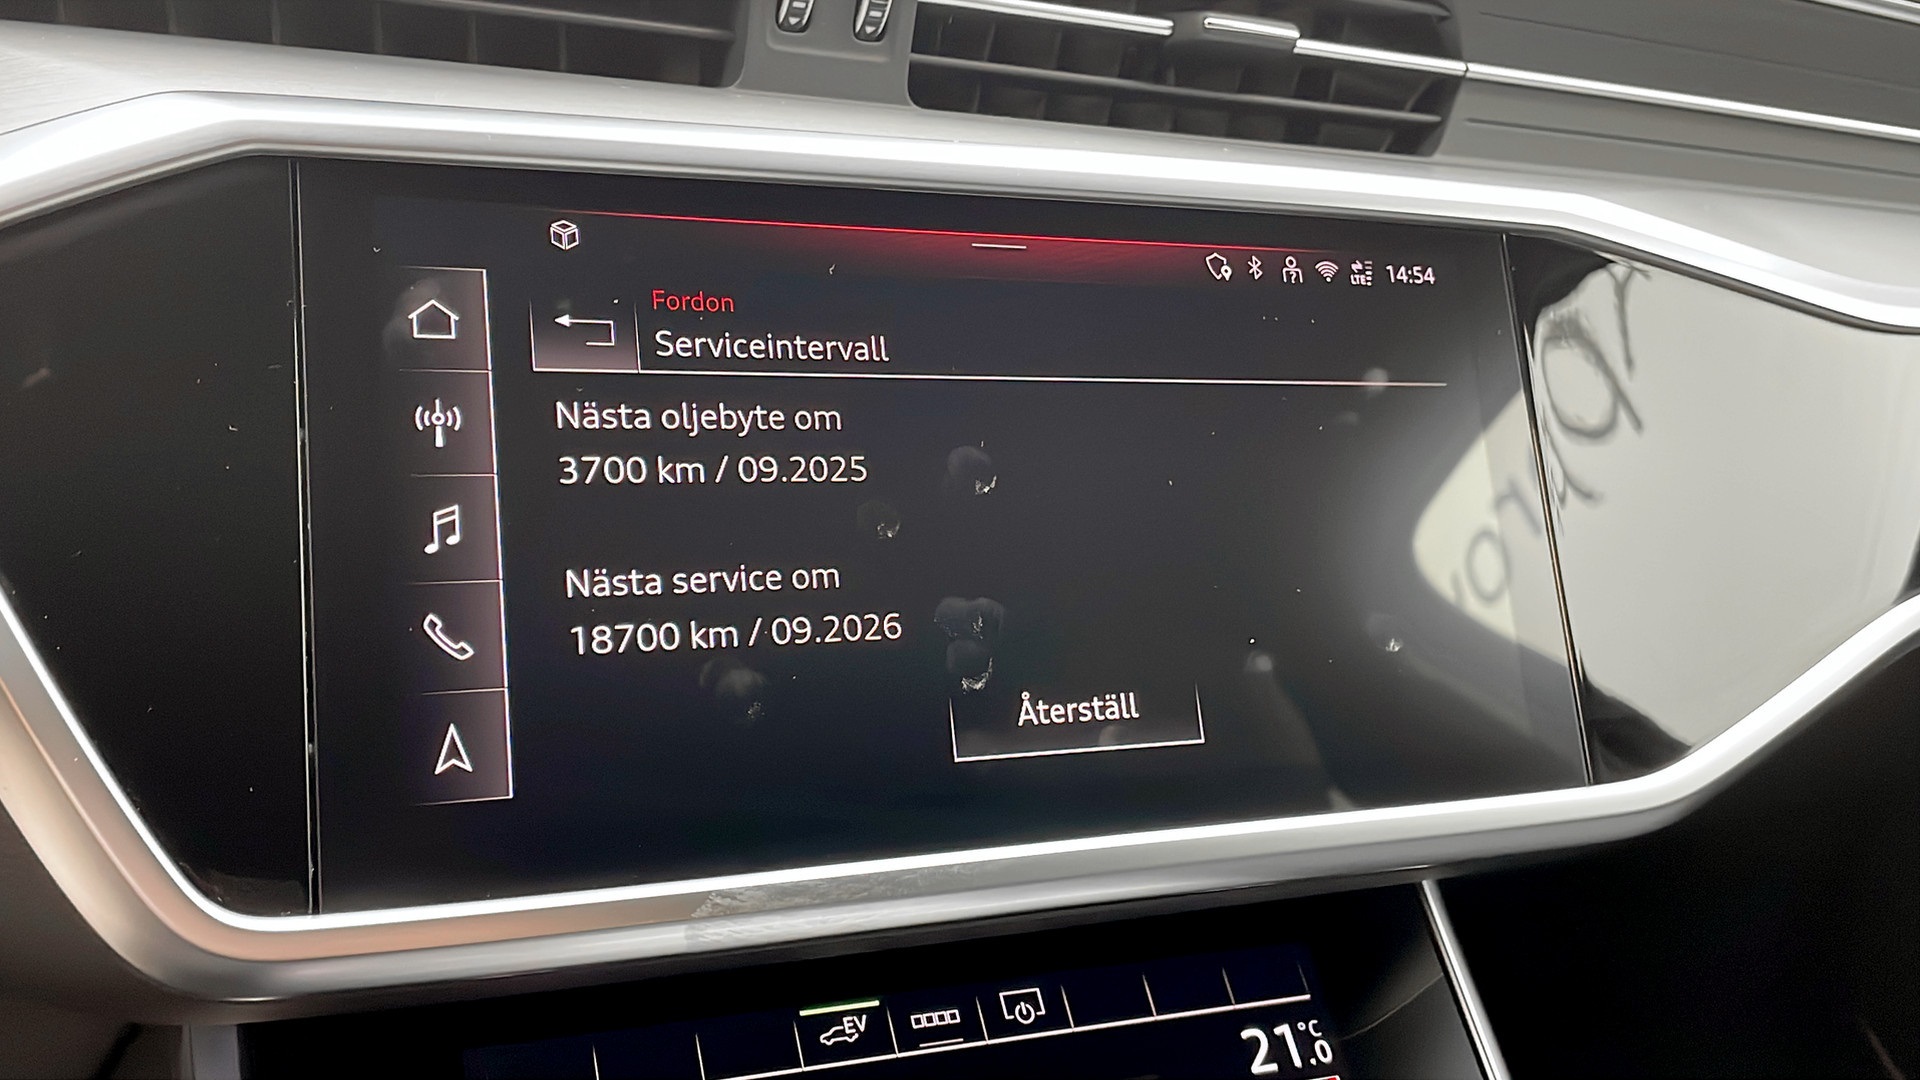 LTE
14:54
Fordon
Serviceintervall
Nästa oljebyte om
3700 km / 09.2025
Nästa service om
18700 km / 09.2026
Återställ
EV
21.0 °C